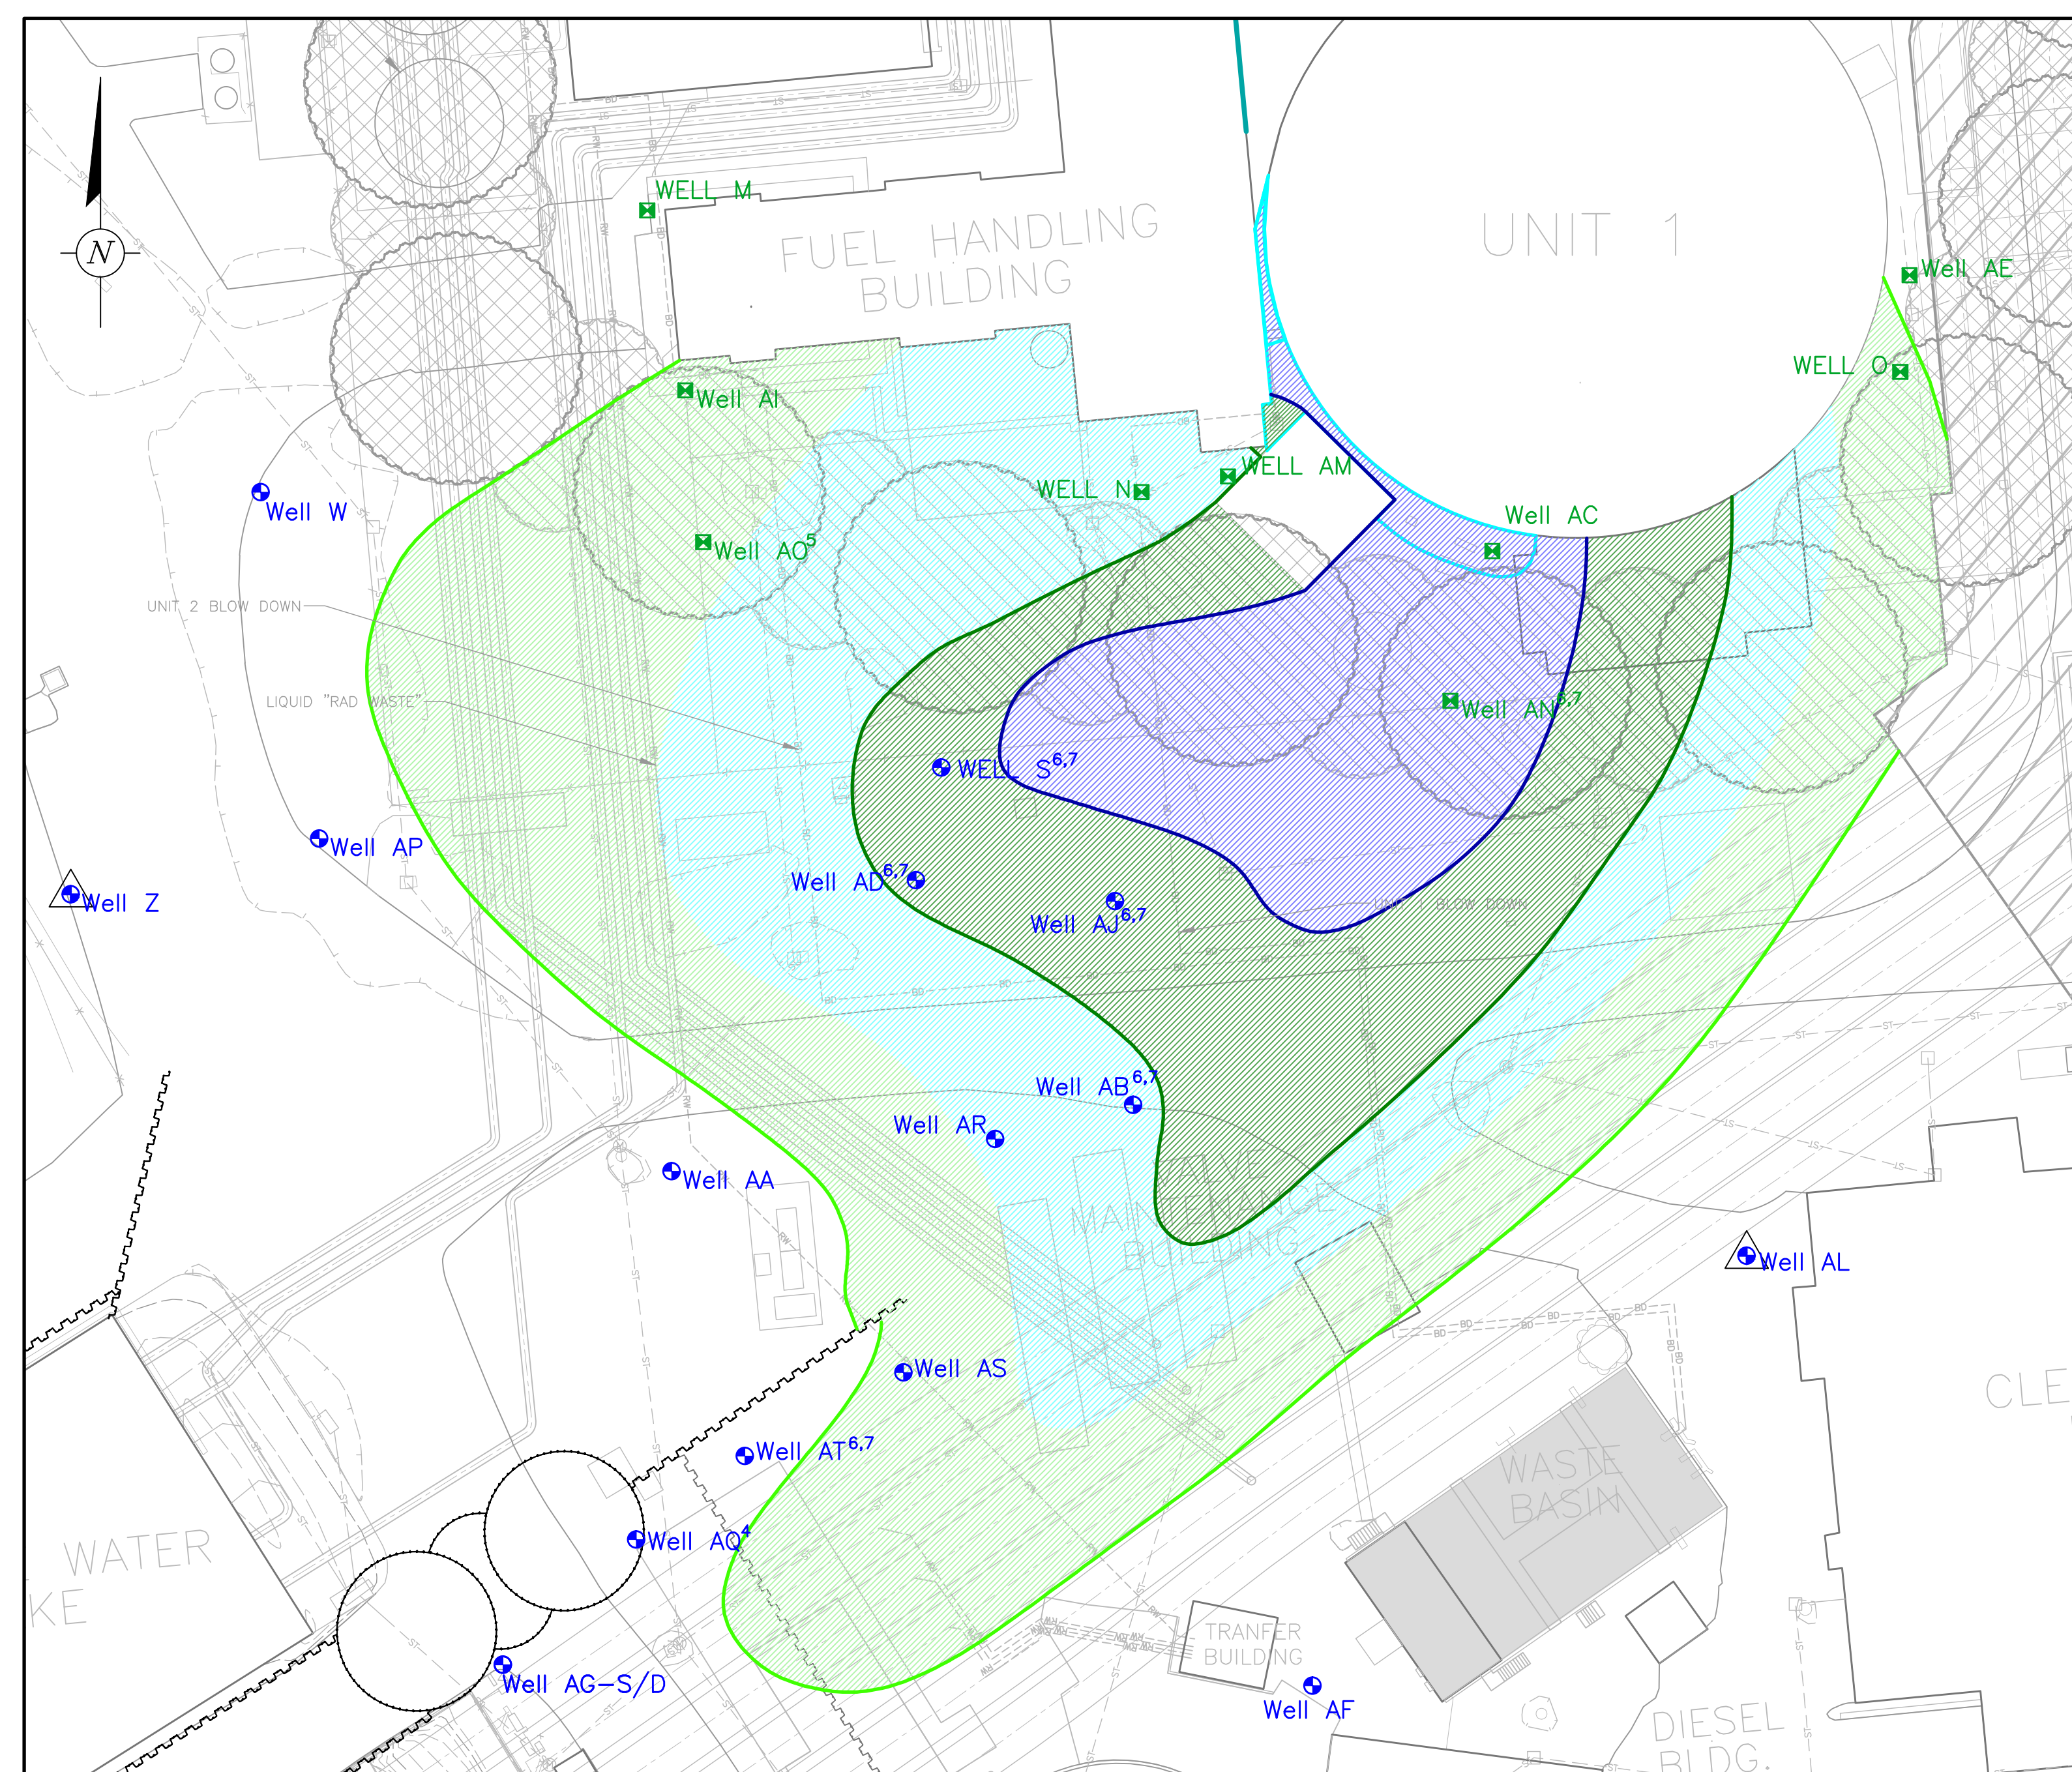 WELL M
FUEL HANDLING
BUILDING
UNIT 1
N
Well AE
WELL O
Well AI
WELL AM
WELL N
Well W
Well AC
Well AO5
UNIT 2 BLOW DOWN
LIQUID "RAD WASTE"
Well AN6,7
WELL S6,7
Well AP
Well AD6,7
Well Z
Well AJ6,7
UNIT 1 BLOW DOWN
Well AB6,7
Well AR
Well AA
VALVE
MAINTENANCE
BUILDING
Well AL
Well AS
CLE
Well AT6,7
WASTE
BASIN
WATER
KE
Well AQ4
TRANFER
BUILDING
Well AG-S/D
Well AF
DIESEL
BLDG.